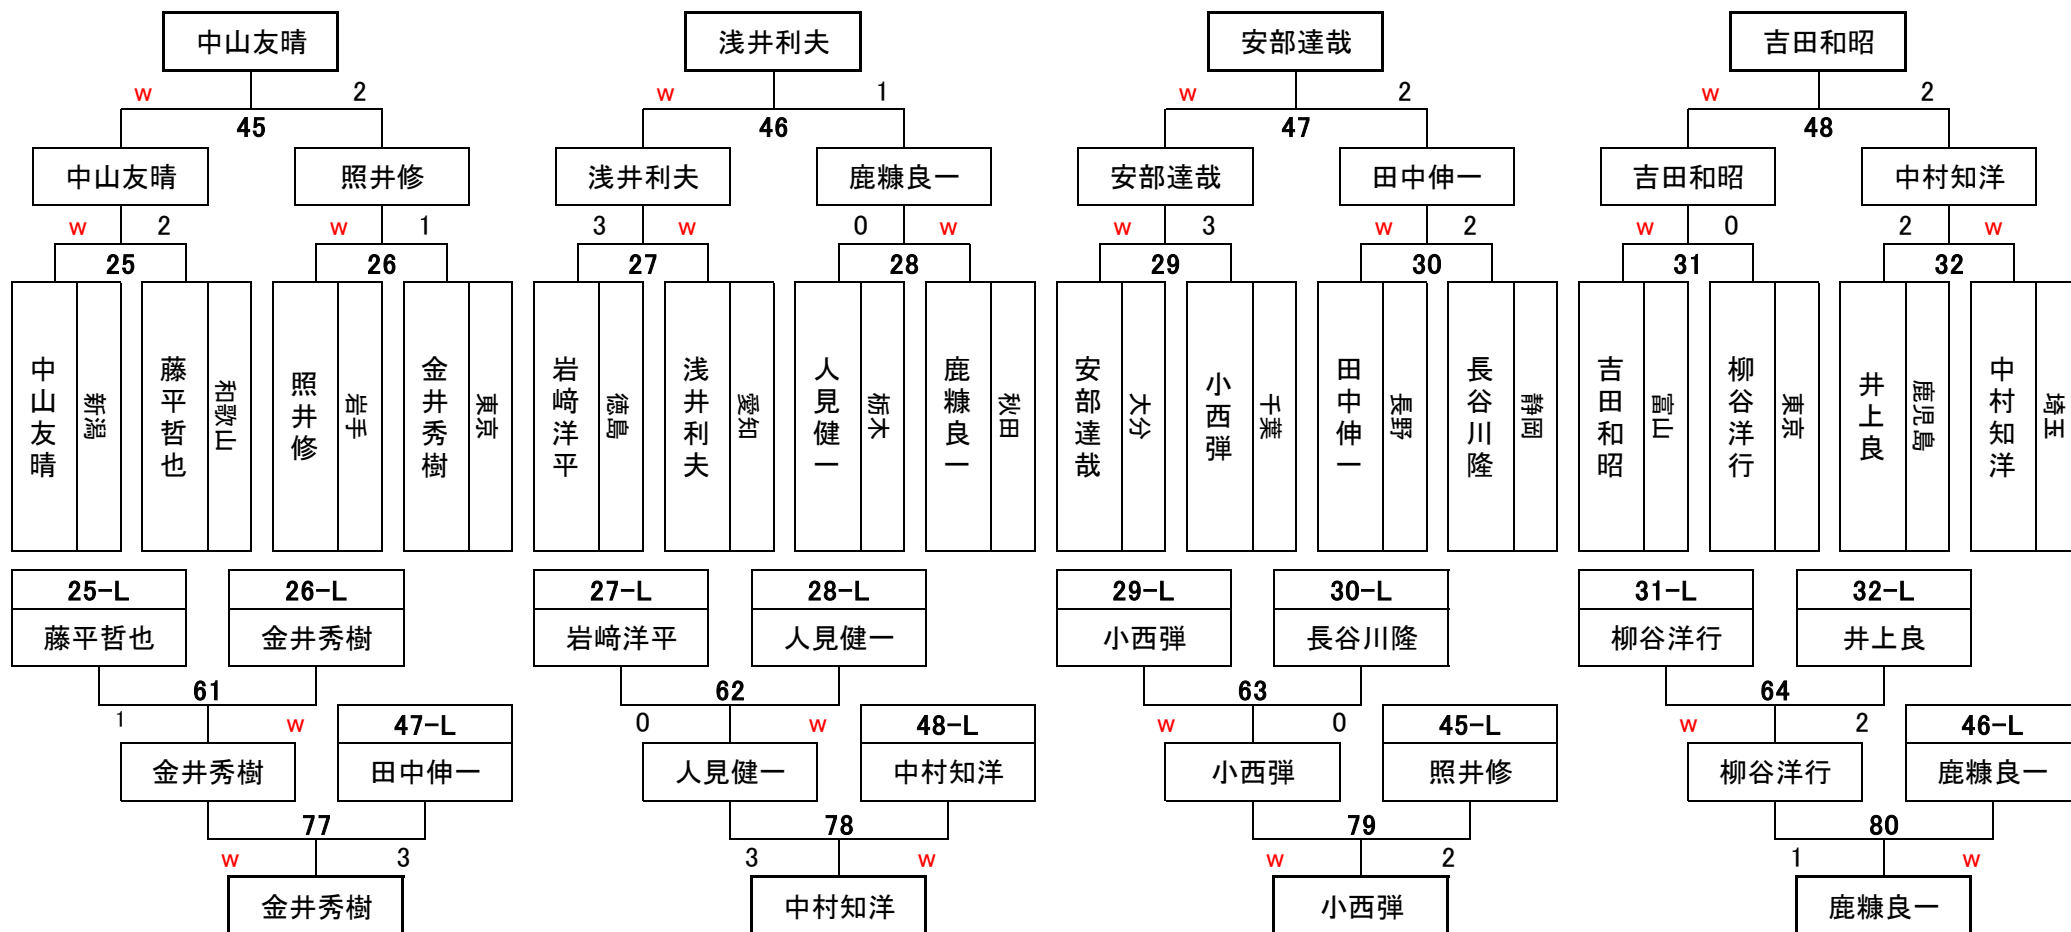 中山友晴 浅井利夫 安部達哉 吉田和昭
w 2 w 1 w 2 w 2
45 46 47 48
中山友晴 照井修 浅井利夫 鹿糠良一 安部達哉 田中伸一 吉田和昭 中村知洋
w 2 w 1 3 w 0 w w 3 w 2 w 0 2 w
25 26 27 28 29 30 31 32
中山友晴 新潟
藤平哲也 和歌山
照井修 岩手
金井秀樹 東京
岩﨑洋平 徳島
浅井利夫 愛知
人見健一 栃木
鹿糠良一 秋田
安部達哉 大分
小西弾 千葉
田中伸一 長野
長谷川隆 静岡
吉田和昭 富山
柳谷洋行 東京
井上良 鹿児島
中村知洋 埼玉
25-L 26-L 27-L 28-L 29-L 30-L 31-L 32-L
藤平哲也 金井秀樹 岩﨑洋平 人見健一 小西弾 長谷川隆 柳谷洋行 井上良
61 62 63 64
1 w 0 w w 0 w 2
47-L 48-L 45-L 46-L
金井秀樹 田中伸一 人見健一 中村知洋 小西弾 照井修 柳谷洋行 鹿糠良一
77 78 79 80
w 3 3 w w 2 1 w
金井秀樹 中村知洋 小西弾 鹿糠良一